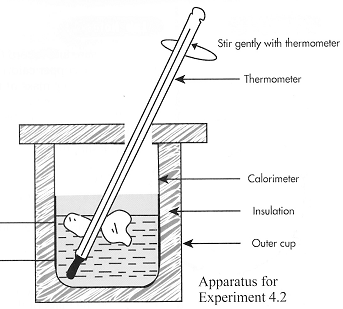 Stir gently with thermometer
Thermometer
Calorimeter
Insulation
Outer cup
Apparatus for
Experiment 4.2